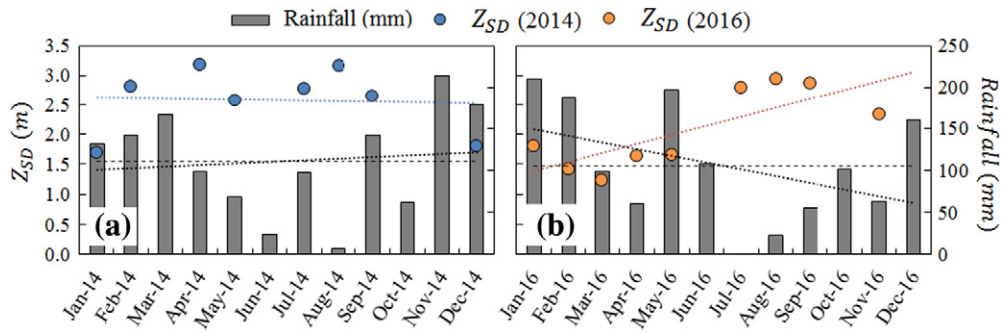 Rainfall (mm) Z_SD (2014) Z_SD (2016)
3.5
3.0
2.5
2.0
1.5
1.0
0.5
0.0
Z_SD (m)
(a)
Jan-14 Feb-14 Mar-14 Apr-14 May-14 Jun-14 Jul-14 Aug-14 Sep-14 Oct-14 Nov-14 Dec-14
(b)
Jan-16 Feb-16 Mar-16 Apr-16 May-16 Jun-16 Jul-16 Aug-16 Sep-16 Oct-16 Nov-16 Dec-16
250
200
150
100
50
0
Rainfall (mm)